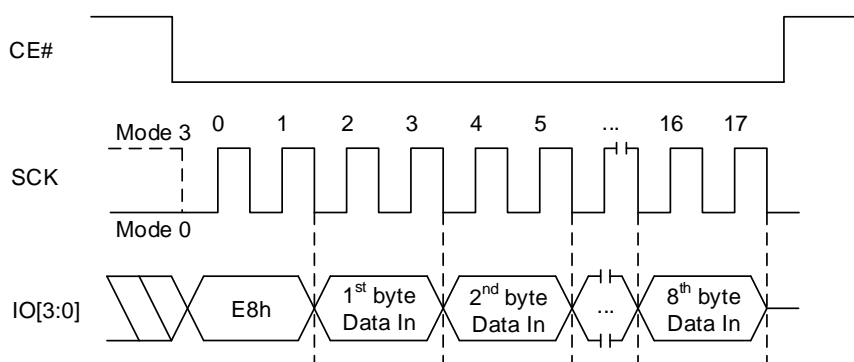 CE#
0 1 2 3 4 5 ... 16 17
Mode 3
SCK
Mode 0
IO[3:0]
E8h
1st byte
Data In
2nd byte
Data In
...
8th byte
Data In